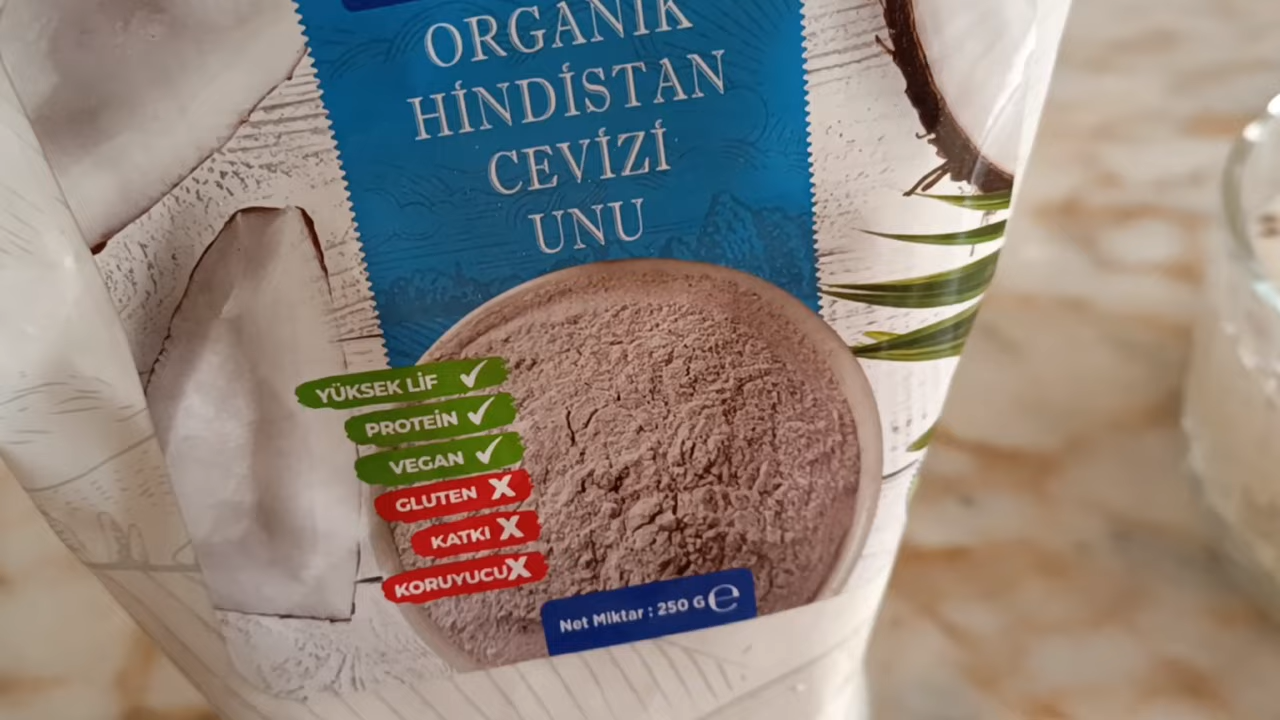 ORGANİK
HİNDİSTAN
CEVİZİ
UNU
YÜKSEK LİF
PROTEİN
VEGAN
GLUTEN
KATKI
KORUYUCU
Net Miktar : 250 G ℮